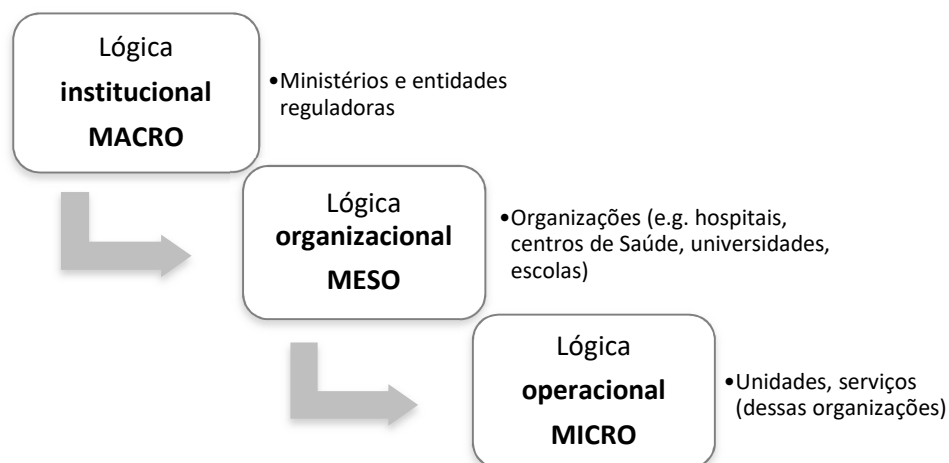 Lógica
institucional
MACRO
•Ministérios e entidades
reguladoras
Lógica
organizacional
MESO
•Organizações (e.g. hospitais,
centros de Saúde, universidades,
escolas)
Lógica
operacional
MICRO
•Unidades, serviços
(dessas organizações)